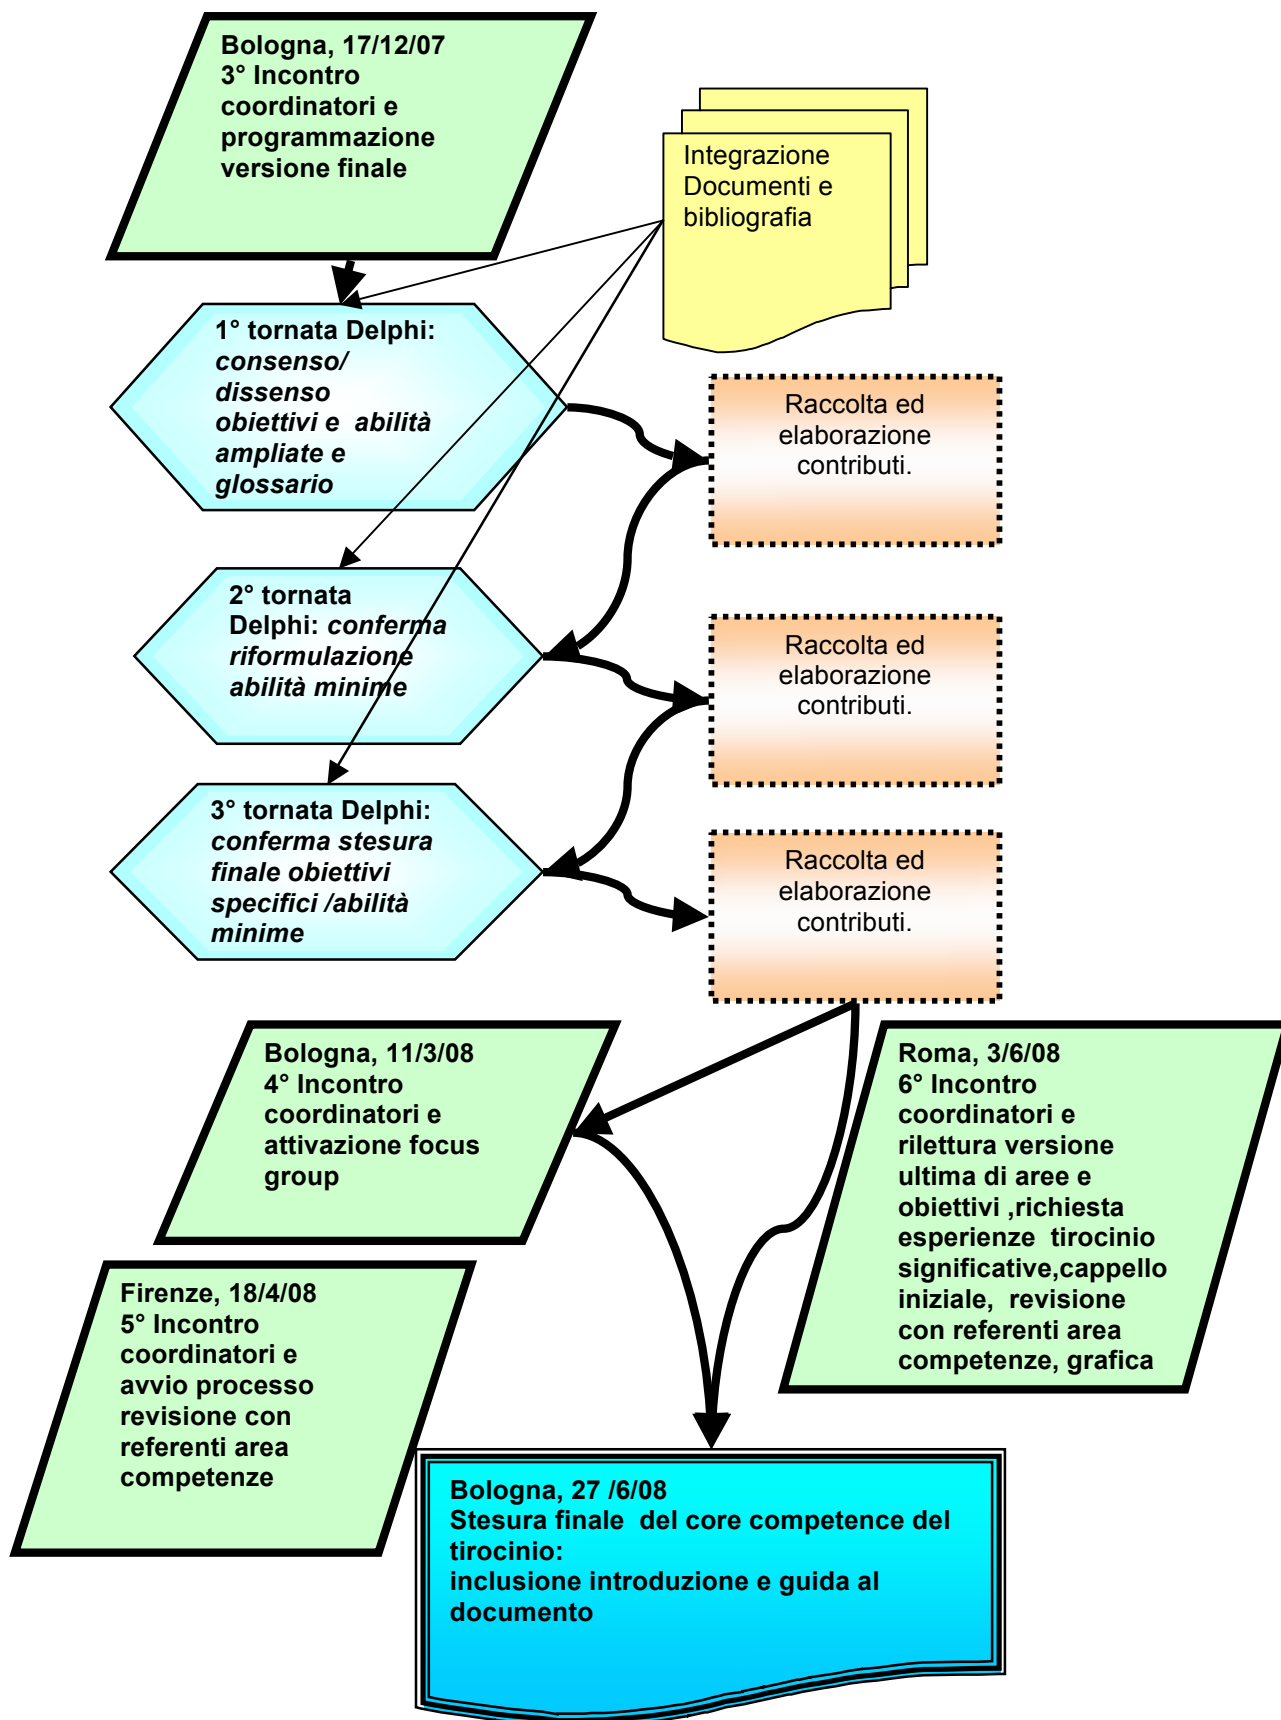 Bologna, 17/12/07
3° Incontro
coordinatori e
programmazione
versione finale
Integrazione
Documenti e
bibliografia
1° tornata Delphi:
consenso/
dissenso
obiettivi e abilità
ampliate e
glossario
Raccolta ed
elaborazione
contributi.
2° tornata
Delphi: conferma
riformulazione
abilità minime
Raccolta ed
elaborazione
contributi.
3° tornata Delphi:
conferma stesura
finale obiettivi
specifici /abilità
minime
Raccolta ed
elaborazione
contributi.
Bologna, 11/3/08
4° Incontro
coordinatori e
attivazione focus
group
Roma, 3/6/08
6° Incontro
coordinatori e
rilettura versione
ultima di aree e
obiettivi ,richiesta
esperienze tirocinio
significative,cappello
iniziale, revisione
con referenti area
competenze, grafica
Firenze, 18/4/08
5° Incontro
coordinatori e
avvio processo
revisione con
referenti area
competenze
Bologna, 27 /6/08
Stesura finale del core competence del
tirocinio:
inclusione introduzione e guida al
documento